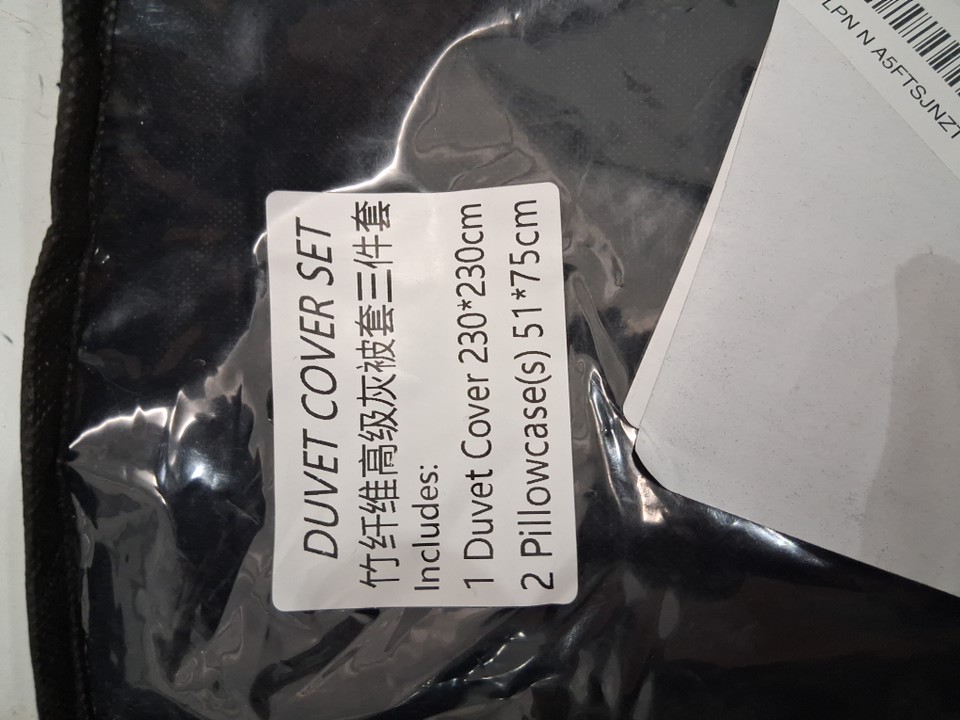 DUVET COVER SET
竹纤维高级灰被套三件套
Includes:
1 Duvet Cover 230*230cm
2 Pillowcase(s) 51*75cm
LPN N A5FTSJNZT